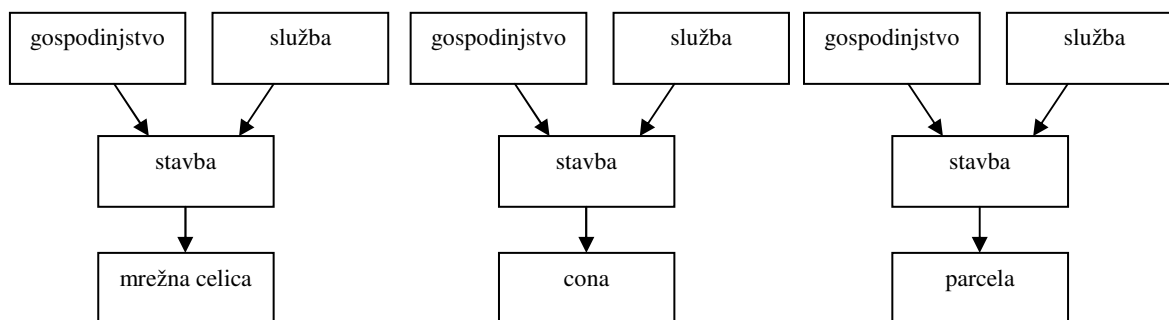 gospodinjstvo služba gospodinjstvo služba gospodinjstvo služba
stavba stavba stavba
mrežna celica cona parcela